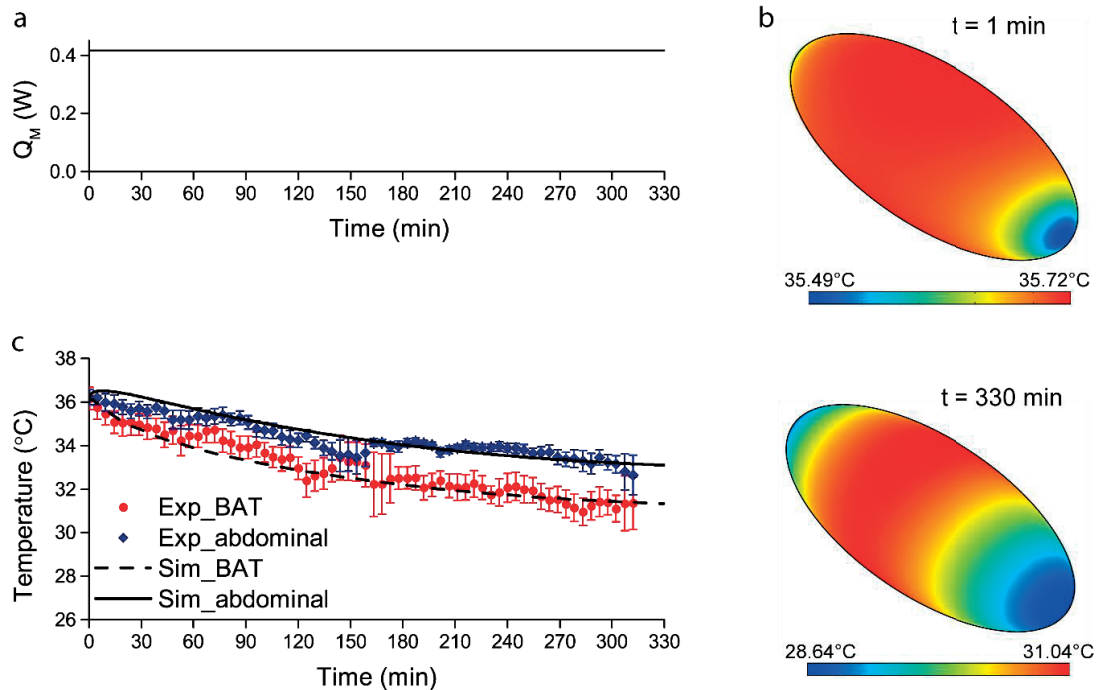 a
Q_M (W)
0.4
0.2
0.0
0 30 60 90 120 150 180 210 240 270 300 330
Time (min)
b
t = 1 min
35.49°C 35.72°C
c
Temperature (°C)
38
36
34
32
30
28
26
Exp_BAT
Exp_abdominal
Sim_BAT
Sim_abdominal
0 30 60 90 120 150 180 210 240 270 300 330
Time (min)
t = 330 min
28.64°C 31.04°C